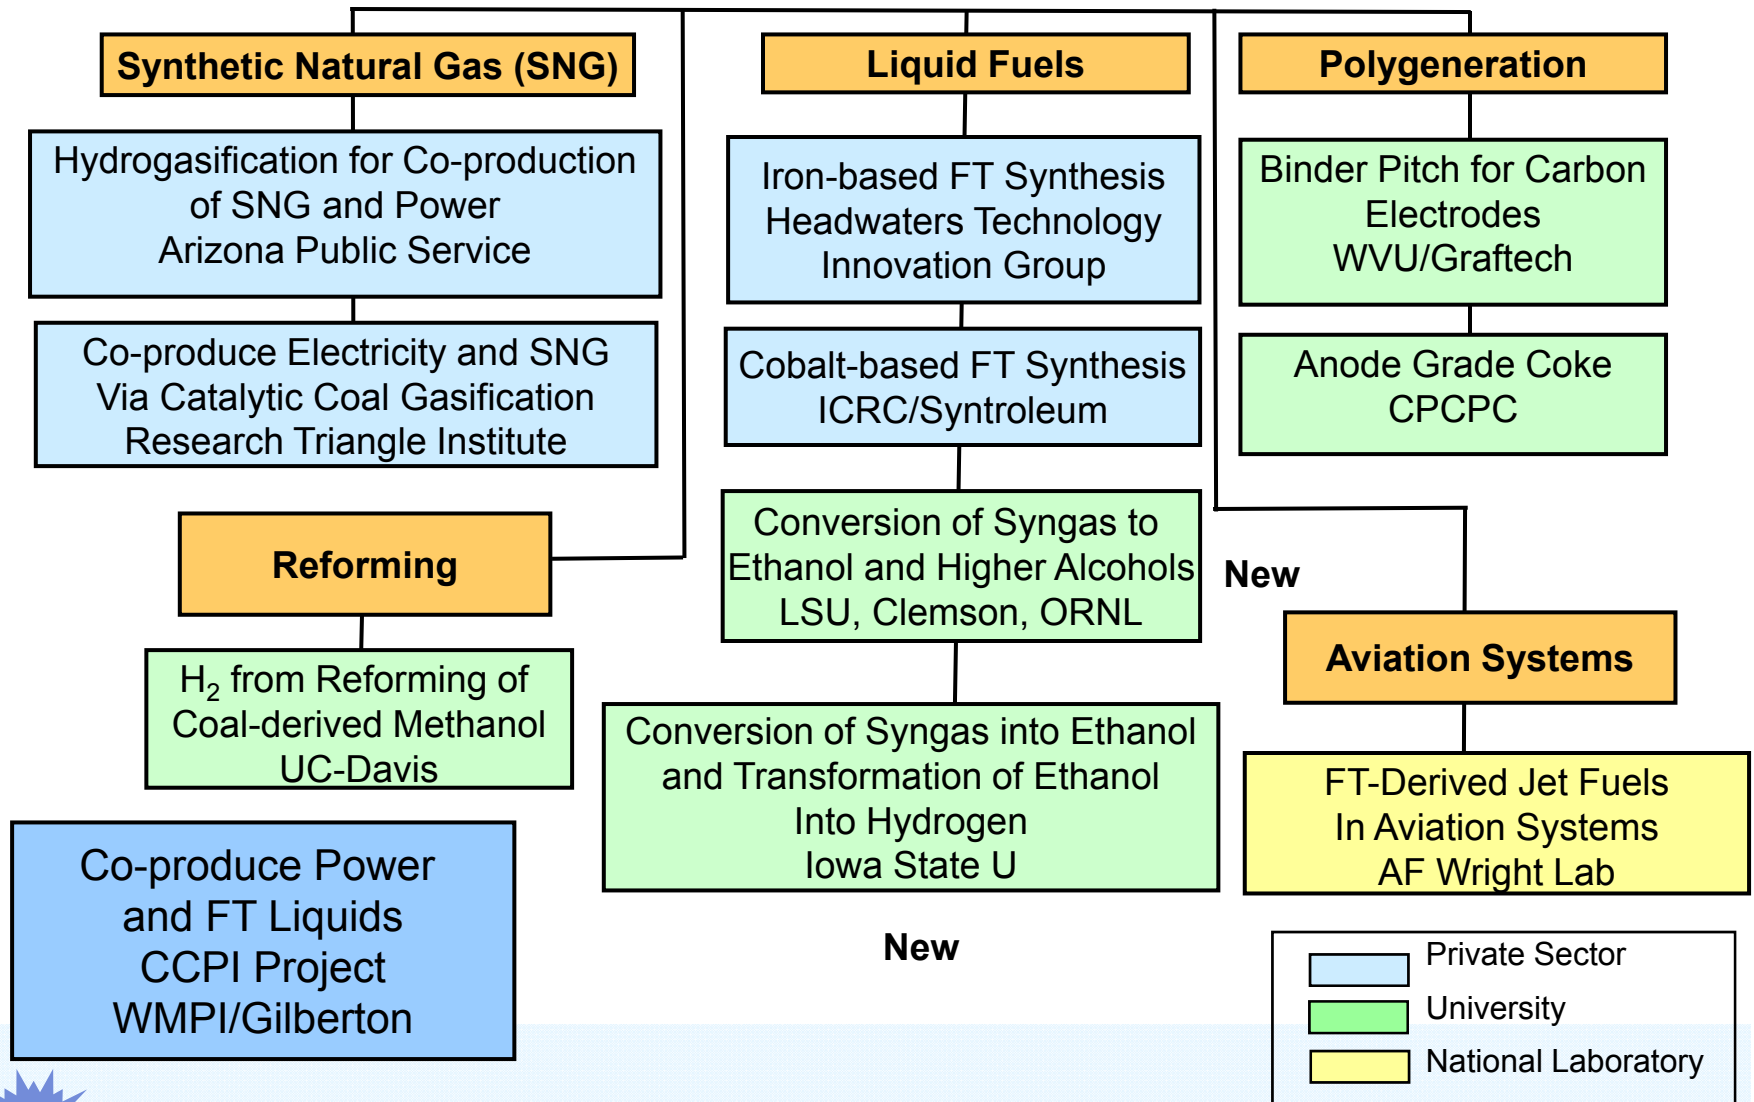 Synthetic Natural Gas (SNG)
Hydrogasification for Co-production
of SNG and Power
Arizona Public Service
Co-produce Electricity and SNG
Via Catalytic Coal Gasification
Research Triangle Institute
Reforming
H₂ from Reforming of
Coal-derived Methanol
UC-Davis
Co-produce Power
and FT Liquids
CCPI Project
WMPI/Gilberton
Liquid Fuels
Iron-based FT Synthesis
Headwaters Technology
Innovation Group
Cobalt-based FT Synthesis
ICRC/Syntroleum
Conversion of Syngas to
Ethanol and Higher Alcohols
LSU, Clemson, ORNL
New
Conversion of Syngas into Ethanol
and Transformation of Ethanol
Into Hydrogen
Iowa State U
New
Polygeneration
Binder Pitch for Carbon
Electrodes
WVU/Graftech
Anode Grade Coke
CPCPC
Aviation Systems
FT-Derived Jet Fuels
In Aviation Systems
AF Wright Lab
Private Sector
University
National Laboratory